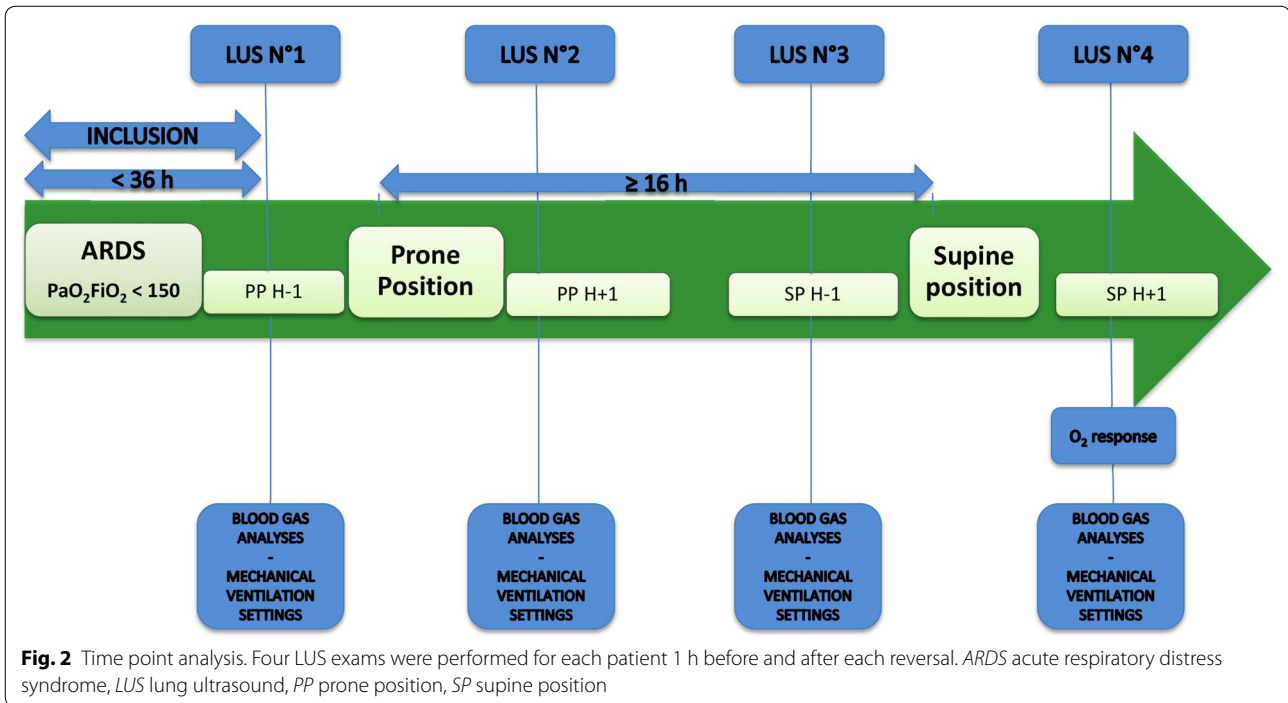 LUS N°1
LUS N°2
LUS N°3
LUS N°4
INCLUSION
< 36 h
≥ 16 h
ARDS
PaO₂FiO₂ < 150
PP H-1
Prone
Position
PP H+1
SP H-1
Supine
position
SP H+1
O₂ response
BLOOD GAS
ANALYSES
-
MECHANICAL
VENTILATION
SETTINGS
BLOOD GAS
ANALYSES
-
MECHANICAL
VENTILATION
SETTINGS
BLOOD GAS
ANALYSES
-
MECHANICAL
VENTILATION
SETTINGS
BLOOD GAS
ANALYSES
-
MECHANICAL
VENTILATION
SETTINGS
Fig. 2 Time point analysis. Four LUS exams were performed for each patient 1 h before and after each reversal. ARDS acute respiratory distress
syndrome, LUS lung ultrasound, PP prone position, SP supine position